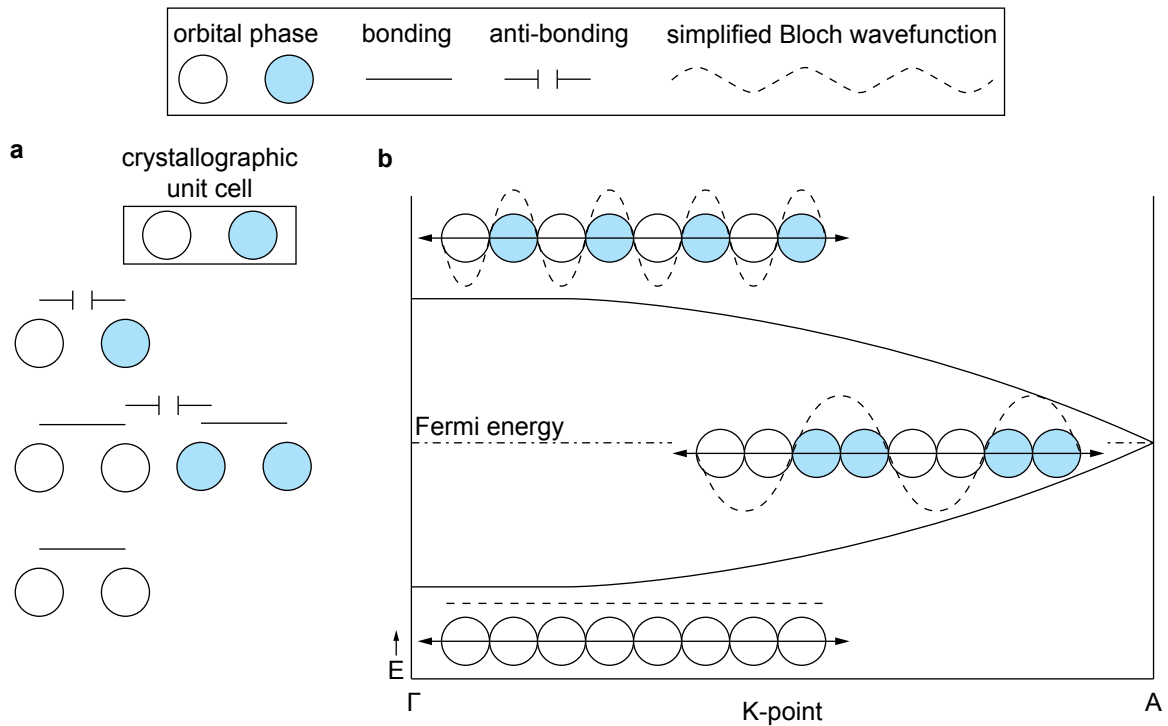 orbital phase bonding anti-bonding simplified Bloch wavefunction
a
crystallographic
unit cell
b
Fermi energy
E
Γ
K-point
A